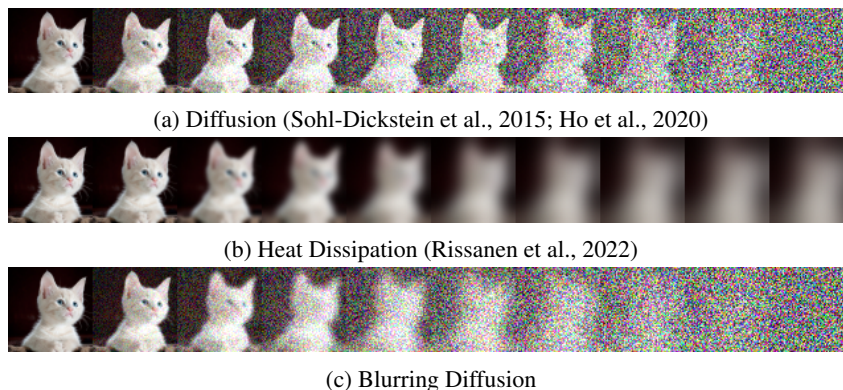 (a) Diffusion (Sohl-Dickstein et al., 2015; Ho et al., 2020)
(b) Heat Dissipation (Rissanen et al., 2022)
(c) Blurring Diffusion